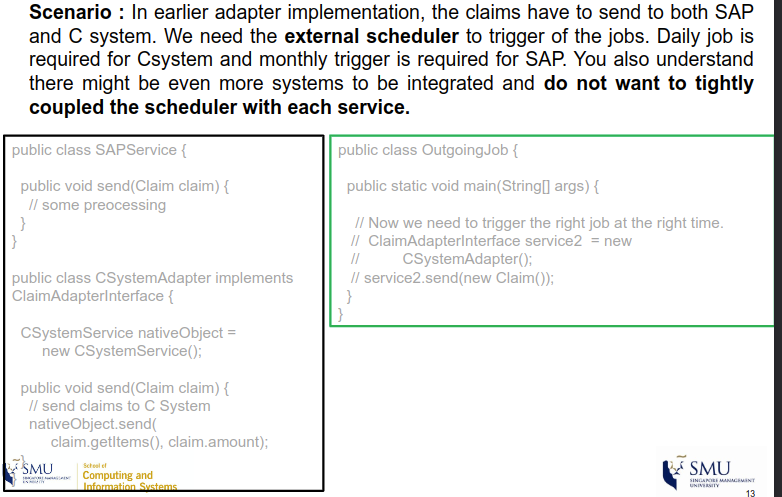 Scenario : In earlier adapter implementation, the claims have to send to both SAP
and C system. We need the external scheduler to trigger of the jobs. Daily job is
required for Csystem and monthly trigger is required for SAP. You also understand
there might be even more systems to be integrated and do not want to tightly
coupled the scheduler with each service.
public class SAPService {
public void send(Claim claim) {
// some preocessing
}
}
public class CSystemAdapter implements
ClaimAdapterInterface {
CSystemService nativeObject =
new CSystemService();
public void send(Claim claim) {
// send claims to C System
nativeObject.send(
claim.getItems(), claim.amount);
}
public class OutgoingJob {
public static void main(String[] args) {
// Now we need to trigger the right job at the right time.
// ClaimAdapterInterface service2 = new
// CSystemAdapter();
// service2.send(new Claim());
}
}
SMU
SINGAPORE MANAGEMENT
UNIVERSITY
School of
Computing and
Information Systems
SMU
SINGAPORE MANAGEMENT
UNIVERSITY
13